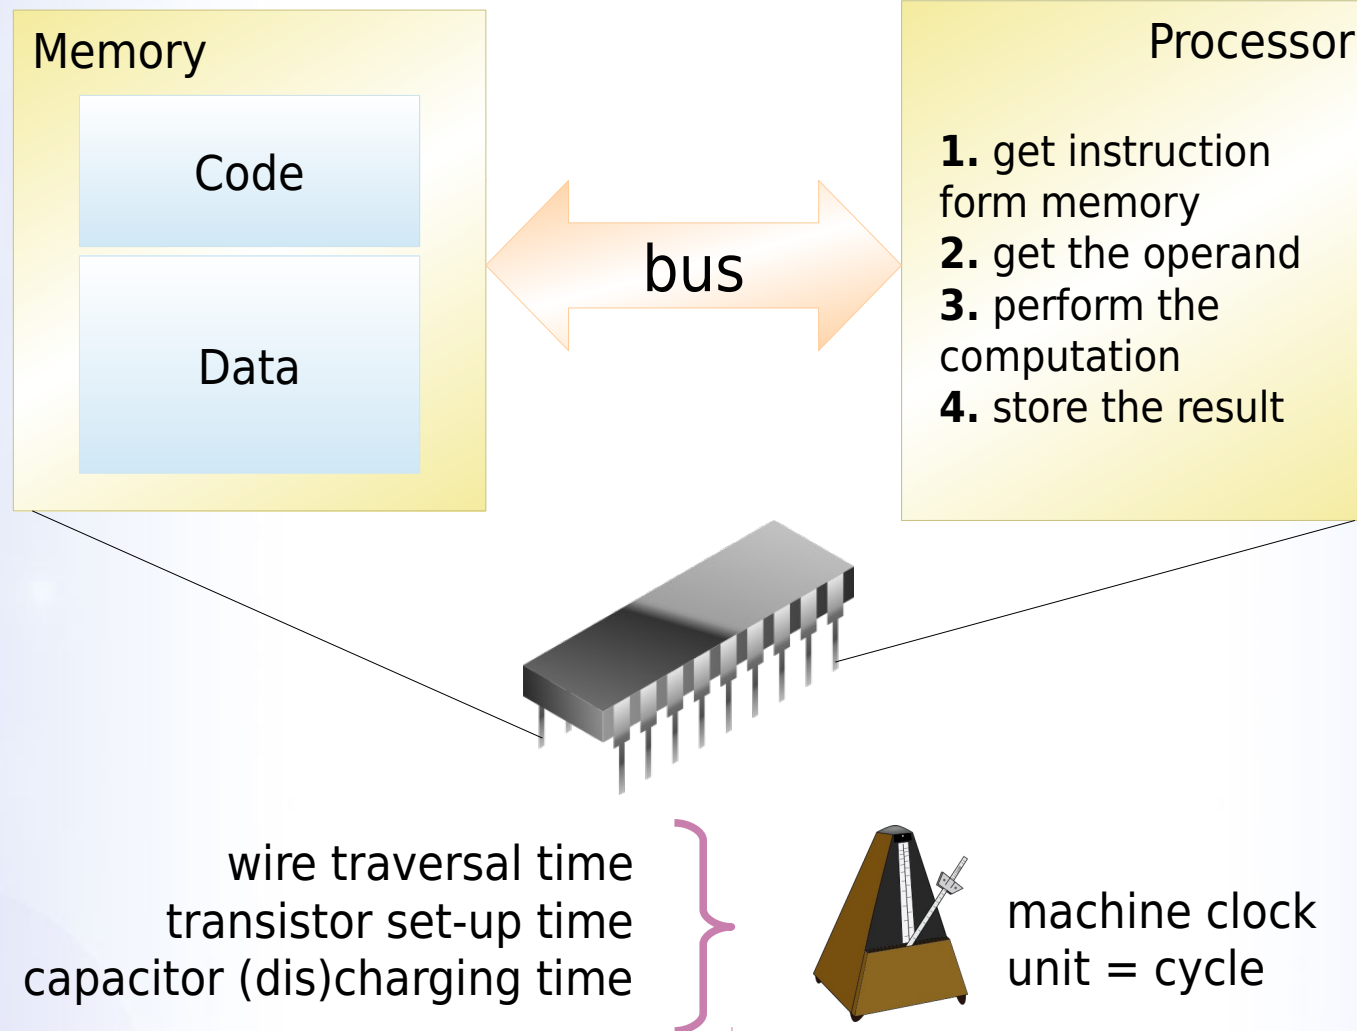 Memory
Code
Data
bus
Processor
1. get instruction
form memory
2. get the operand
3. perform the
computation
4. store the result
wire traversal time
transistor set-up time
capacitor (dis)charging time
machine clock
unit = cycle